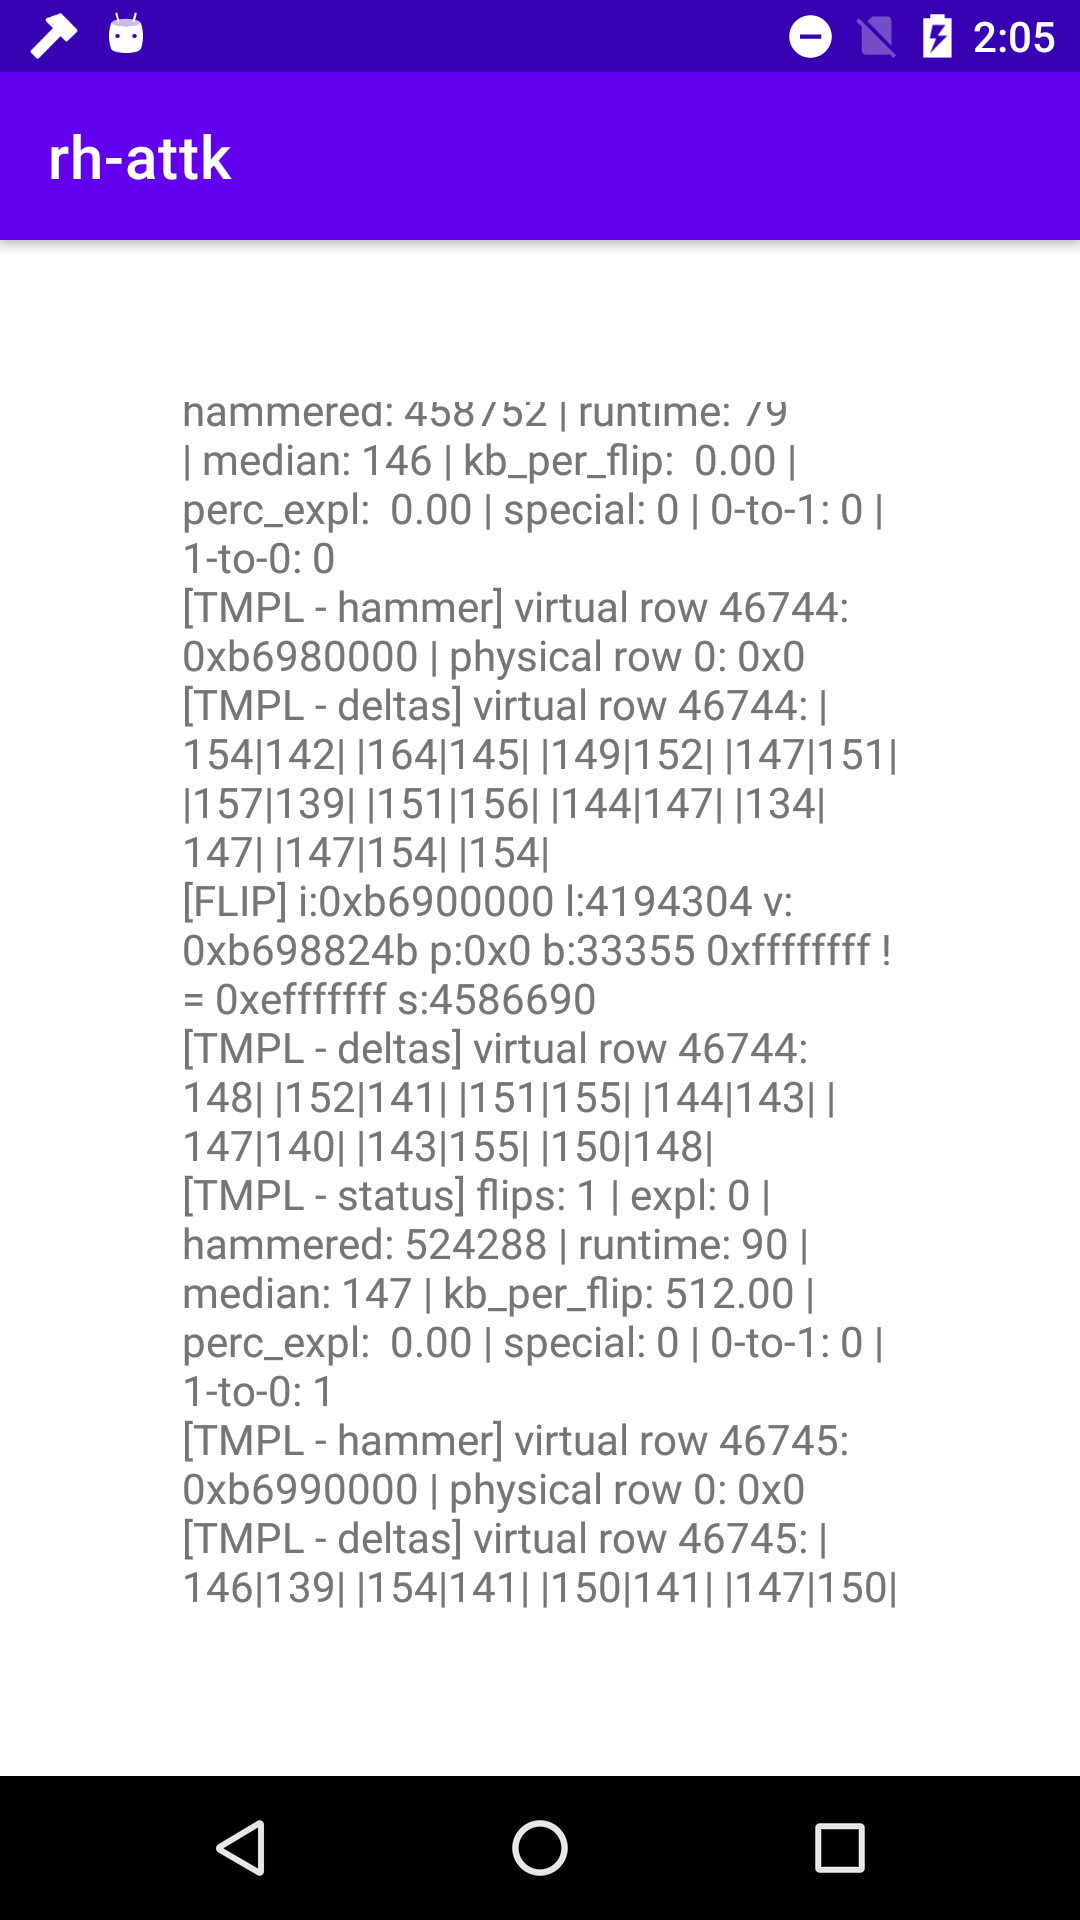 2:05
rh-attk
hammered: 458752 | runtime: 79
| median: 146 | kb_per_flip:  0.00 |
perc_expl:  0.00 | special: 0 | 0-to-1: 0 |
1-to-0: 0
[TMPL - hammer] virtual row 46744:
0xb6980000 | physical row 0: 0x0
[TMPL - deltas] virtual row 46744: |
154|142| |164|145| |149|152| |147|151|
|157|139| |151|156| |144|147| |134|
147| |147|154| |154|
[FLIP] i:0xb6900000 l:4194304 v:
0xb698824b p:0x0 b:33355 0xffffffff !
= 0xefffffff s:4586690
[TMPL - deltas] virtual row 46744:
148| |152|141| |151|155| |144|143| |
147|140| |143|155| |150|148|
[TMPL - status] flips: 1 | expl: 0 |
hammered: 524288 | runtime: 90 |
median: 147 | kb_per_flip: 512.00 |
perc_expl:  0.00 | special: 0 | 0-to-1: 0 |
1-to-0: 1
[TMPL - hammer] virtual row 46745:
0xb6990000 | physical row 0: 0x0
[TMPL - deltas] virtual row 46745: |
146|139| |154|141| |150|141| |147|150|